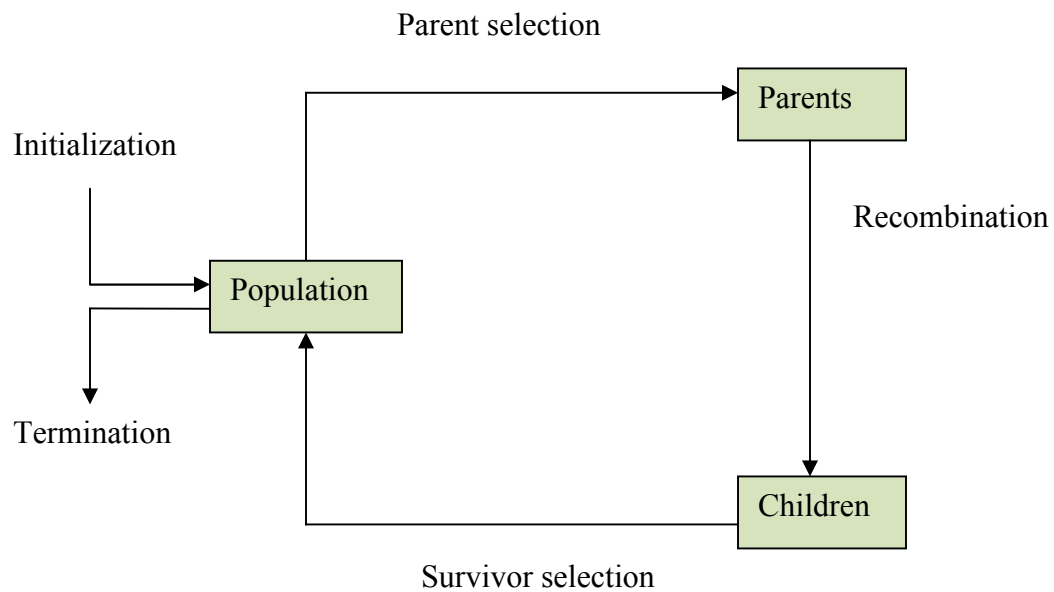 Parent selection
Parents
Initialization
Recombination
Population
Termination
Children
Survivor selection